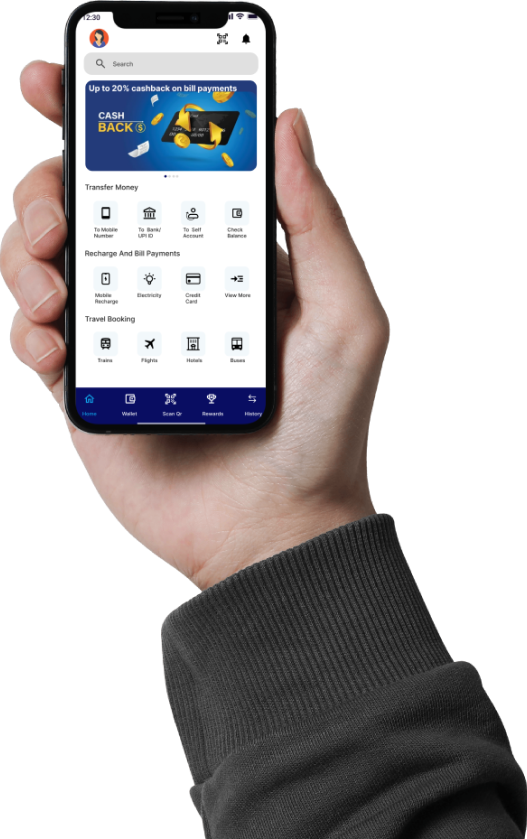 12:30
Search
Up to 20% cashback on bill payments
CASH
BACK $
Transfer Money
To Mobile Number
To Bank/ UPI ID
To Self Account
Check Balance
Recharge And Bill Payments
Mobile Recharge
Electricity
Credit Card
View More
Travel Booking
Trains
Flights
Hotels
Buses
Home
Wallet
Scan Qr
Rewards
History